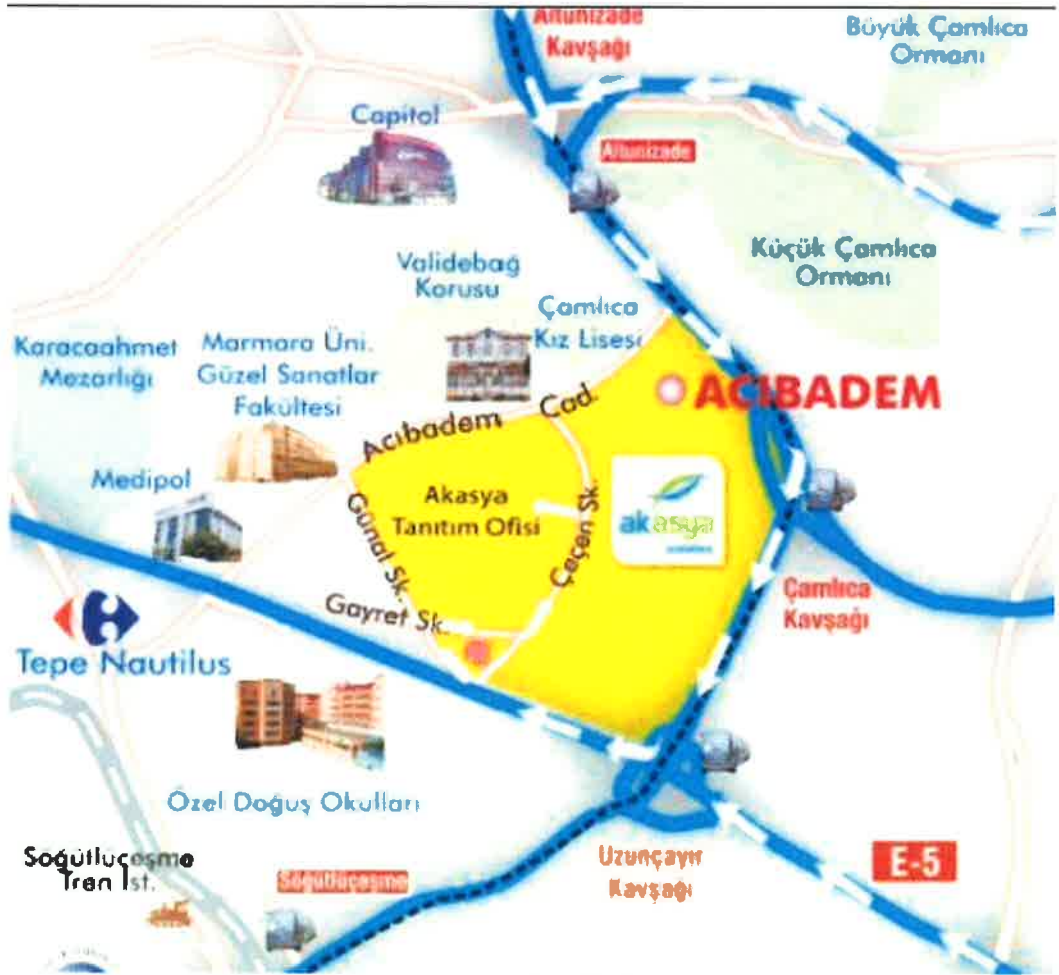 Altunizade
Kavşağı
Büyük Çamlıca
Ormanı
Capitol
Altunizade
Küçük Çamlıca
Ormanı
Validebağ
Korusu
Çamlıca
Kız Lisesi
Karacaahmet
Mezarlığı
Marmara Üni.
Güzel Sanatlar
Fakültesi
ACIBADEM
Acıbadem Cad.
Medipol
Akasya
Tanıtım Ofisi
Günal Sk.
Çeçen Sk.
akasya
Gayret Sk.
Çamlıca
Kavşağı
Tepe Nautilus
Özel Doğuş Okulları
Söğütlüçeşme
Tren İst.
Söğütlüçeşme
Uzunçayır
Kavşağı
E-5